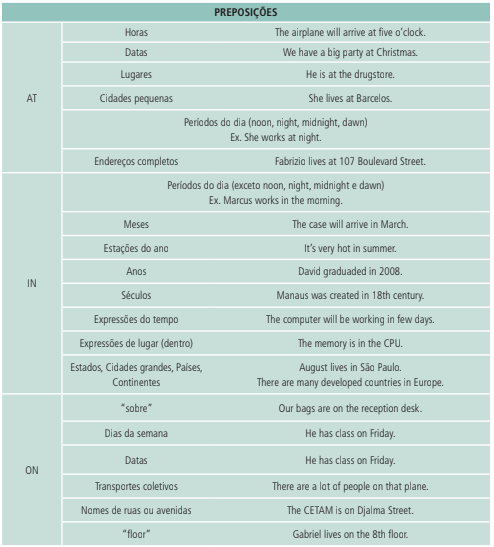 PREPOSIÇÕES
AT
Horas The airplane will arrive at five o'clock.
Datas We have a big party at Christmas.
Lugares He is at the drugstore.
Cidades pequenas She lives at Barcelos.
Períodos do dia (noon, night, midnight, dawn)
Ex. She works at night.
Endereços completos Fabrizio lives at 107 Boulevard Street.
IN
Períodos do dia (exceto noon, night, midnight e dawn)
Ex. Marcus works in the morning.
Meses The case will arrive in March.
Estações do ano It's very hot in summer.
Anos David graduaded in 2008.
Séculos Manaus was created in 18th century.
Expressões do tempo The computer will be working in few days.
Expressões de lugar (dentro) The memory is in the CPU.
Estados, Cidades grandes, Países,
Continentes
August lives in São Paulo.
There are many developed countries in Europe.
ON
"sobre" Our bags are on the reception desk.
Dias da semana He has class on Friday.
Datas He has class on Friday.
Transportes coletivos There are a lot of people on that plane.
Nomes de ruas ou avenidas The CETAM is on Djalma Street.
"floor" Gabriel lives on the 8th floor.